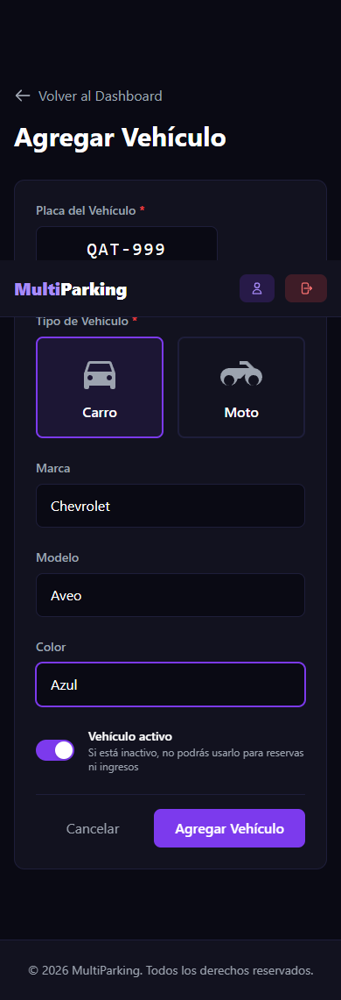 Volver al Dashboard
Agregar Vehículo
Placa del Vehículo *
QAT-999
MultiParking
Tipo de Vehículo *
Carro
Moto
Marca
Chevrolet
Modelo
Aveo
Color
Azul
Vehículo activo
Si está inactivo, no podrás usarlo para reservas
ni ingresos
Cancelar
Agregar Vehículo
© 2026 MultiParking. Todos los derechos reservados.